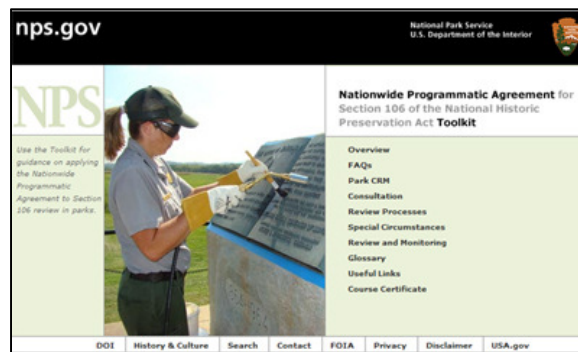 nps.gov
National Park Service
U.S. Department of the Interior
NPS
Use the Toolkit for
guidance on applying
the Nationwide
Programmatic
Agreement to Section
106 review in parks.
Nationwide Programmatic Agreement for
Section 106 of the National Historic
Preservation Act Toolkit
Overview
FAQs
Park CRM
Consultation
Review Processes
Special Circumstances
Review and Monitoring
Glossary
Useful Links
Course Certificate
DOI History & Culture Search Contact FOIA Privacy Disclaimer USA.gov